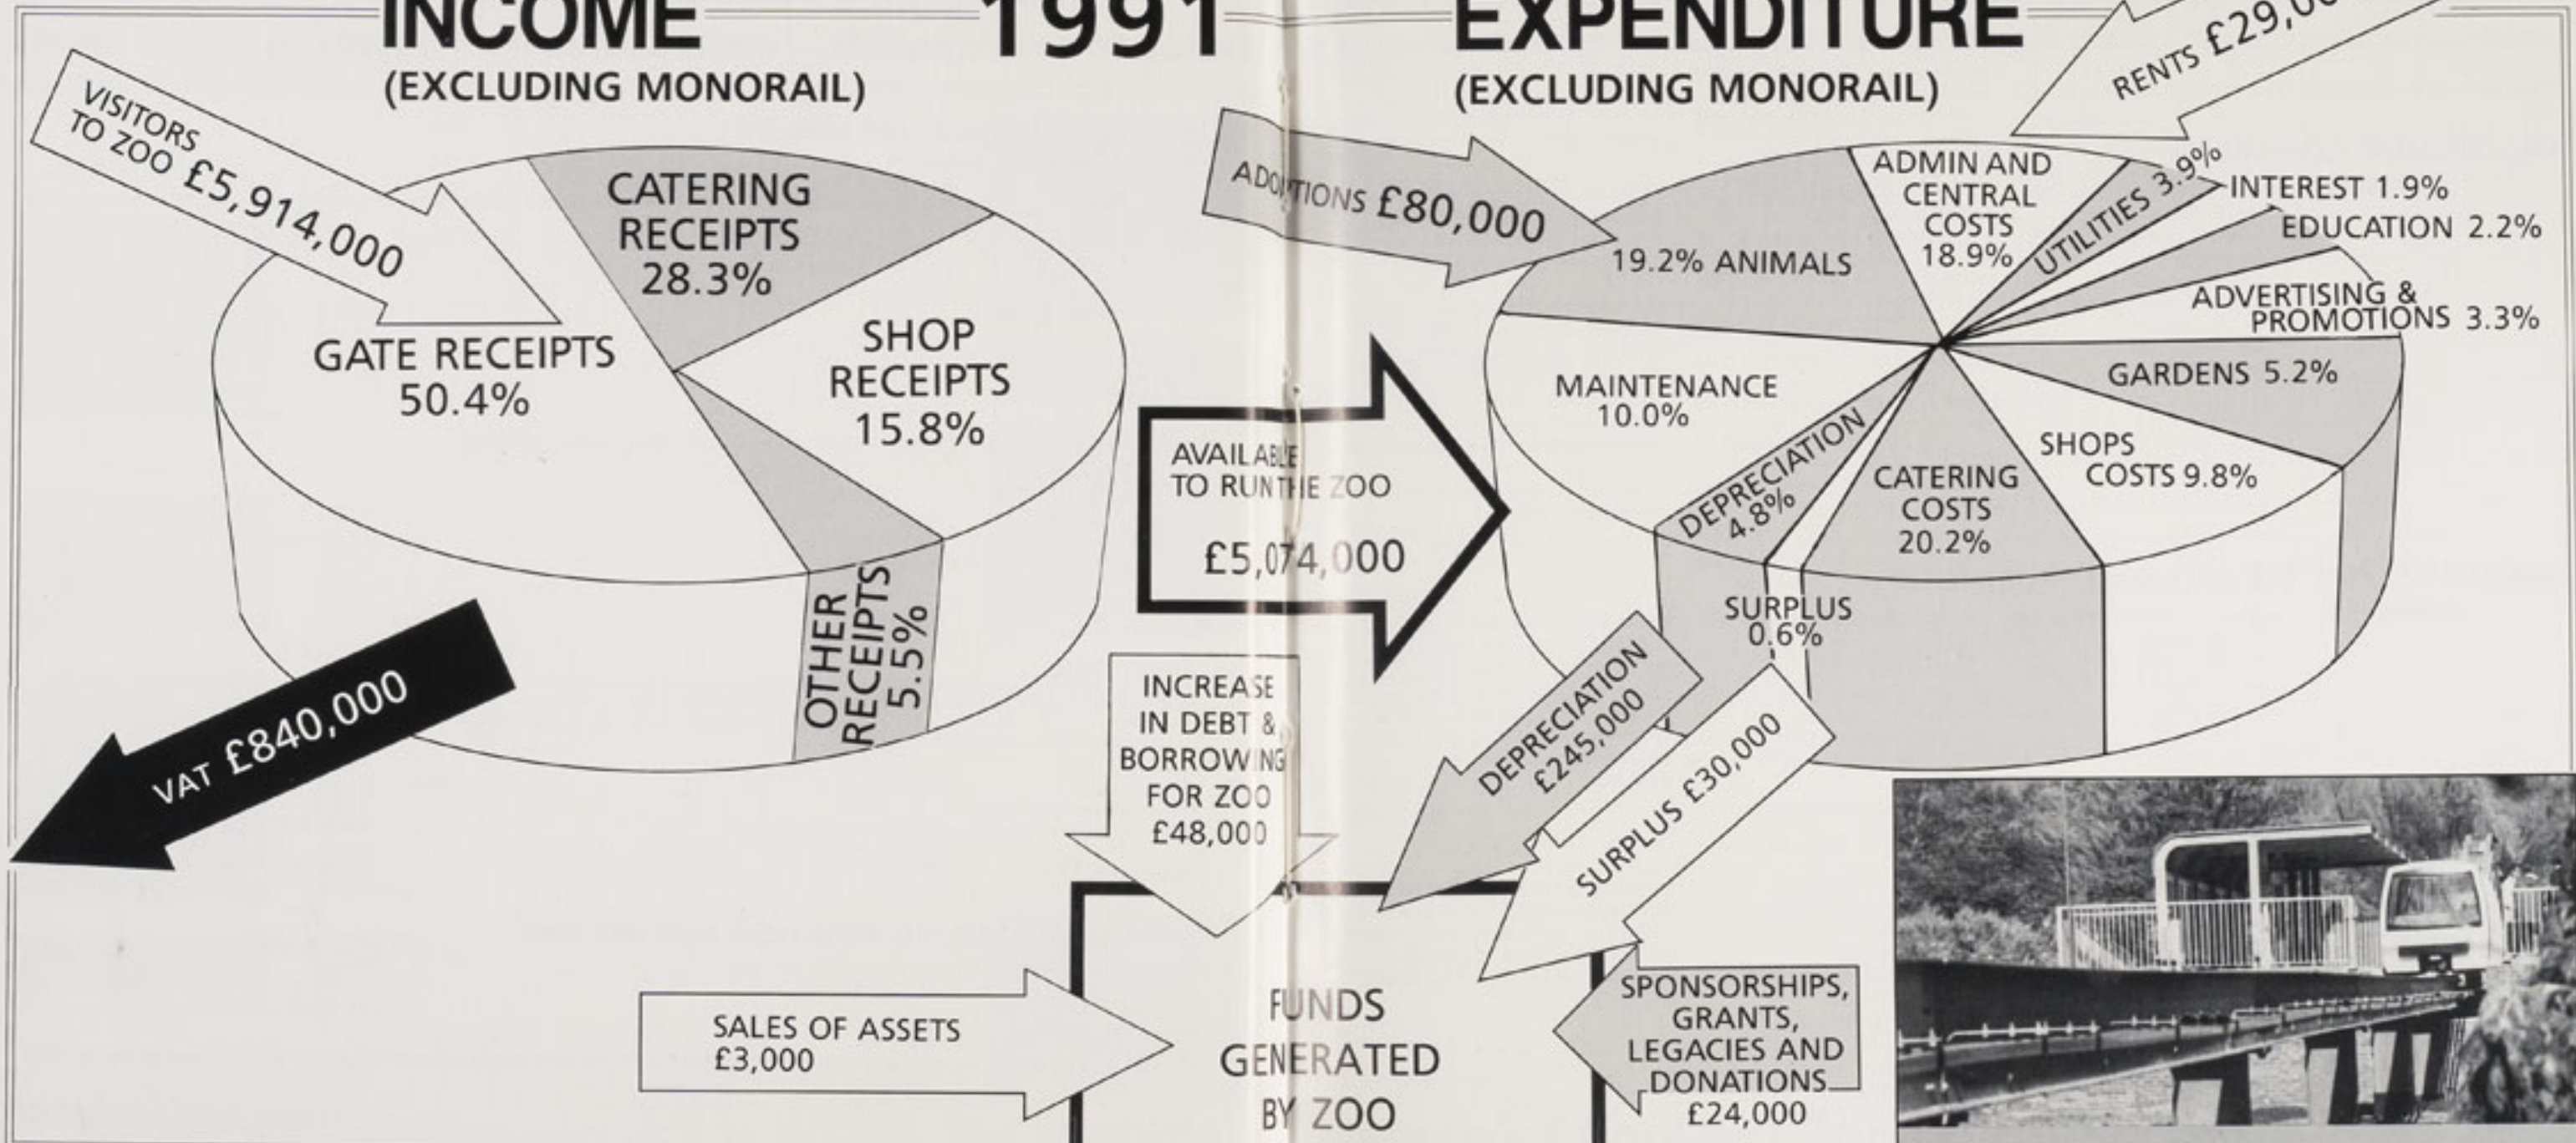 INCOME
(EXCLUDING MONORAIL)
1991
EXPENDITURE
(EXCLUDING MONORAIL)
VISITORS
TO ZOO £5,914,000
CATERING
RECEIPTS
28.3%
SHOP
RECEIPTS
15.8%
GATE RECEIPTS
50.4%
OTHER
RECEIPTS
5.5%
VAT £840,000
ADOPTIONS £80,000
RENTS
19.2% ANIMALS
ADMIN AND
CENTRAL
COSTS
18.9%
UTILITIES 3.9%
INTEREST 1.9%
EDUCATION 2.2%
ADVERTISING &
PROMOTIONS 3.3%
GARDENS 5.2%
SHOPS
COSTS 9.8%
CATERING
COSTS
20.2%
SURPLUS
0.6%
DEPRECIATION
4.8%
MAINTENANCE
10.0%
AVAILABLE
TO RUN THE ZOO
£5,074,000
INCREASE
IN DEBT &
BORROWING
FOR ZOO
£48,000
DEPRECIATION
£245,000
SURPLUS £30,000
SALES OF ASSETS
£3,000
FUNDS
GENERATED
BY ZOO
SPONSORSHIPS,
GRANTS,
LEGACIES AND
DONATIONS
£24,000